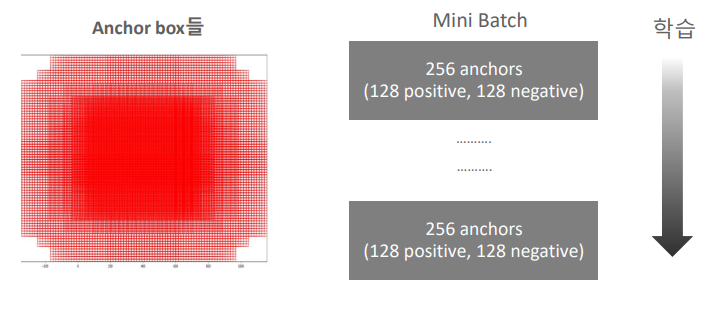 Anchor box들
Mini Batch
학습
256 anchors
(128 positive, 128 negative)
..........
..........
256 anchors
(128 positive, 128 negative)